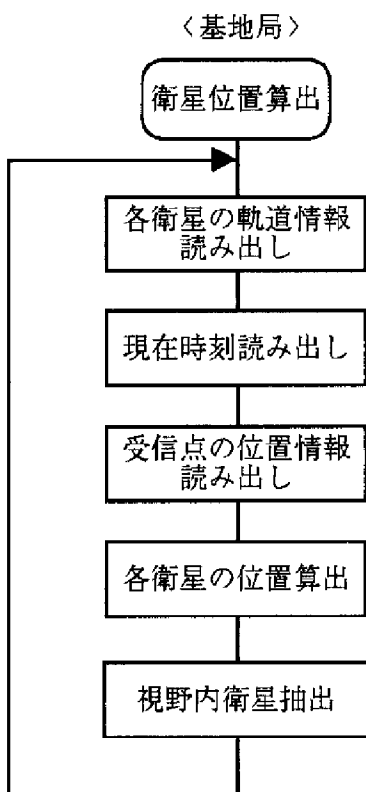 〈基地局〉
衛星位置算出
各衛星の軌道情報
読み出し
現在時刻読み出し
受信点の位置情報
読み出し
各衛星の位置算出
視野内衛星抽出